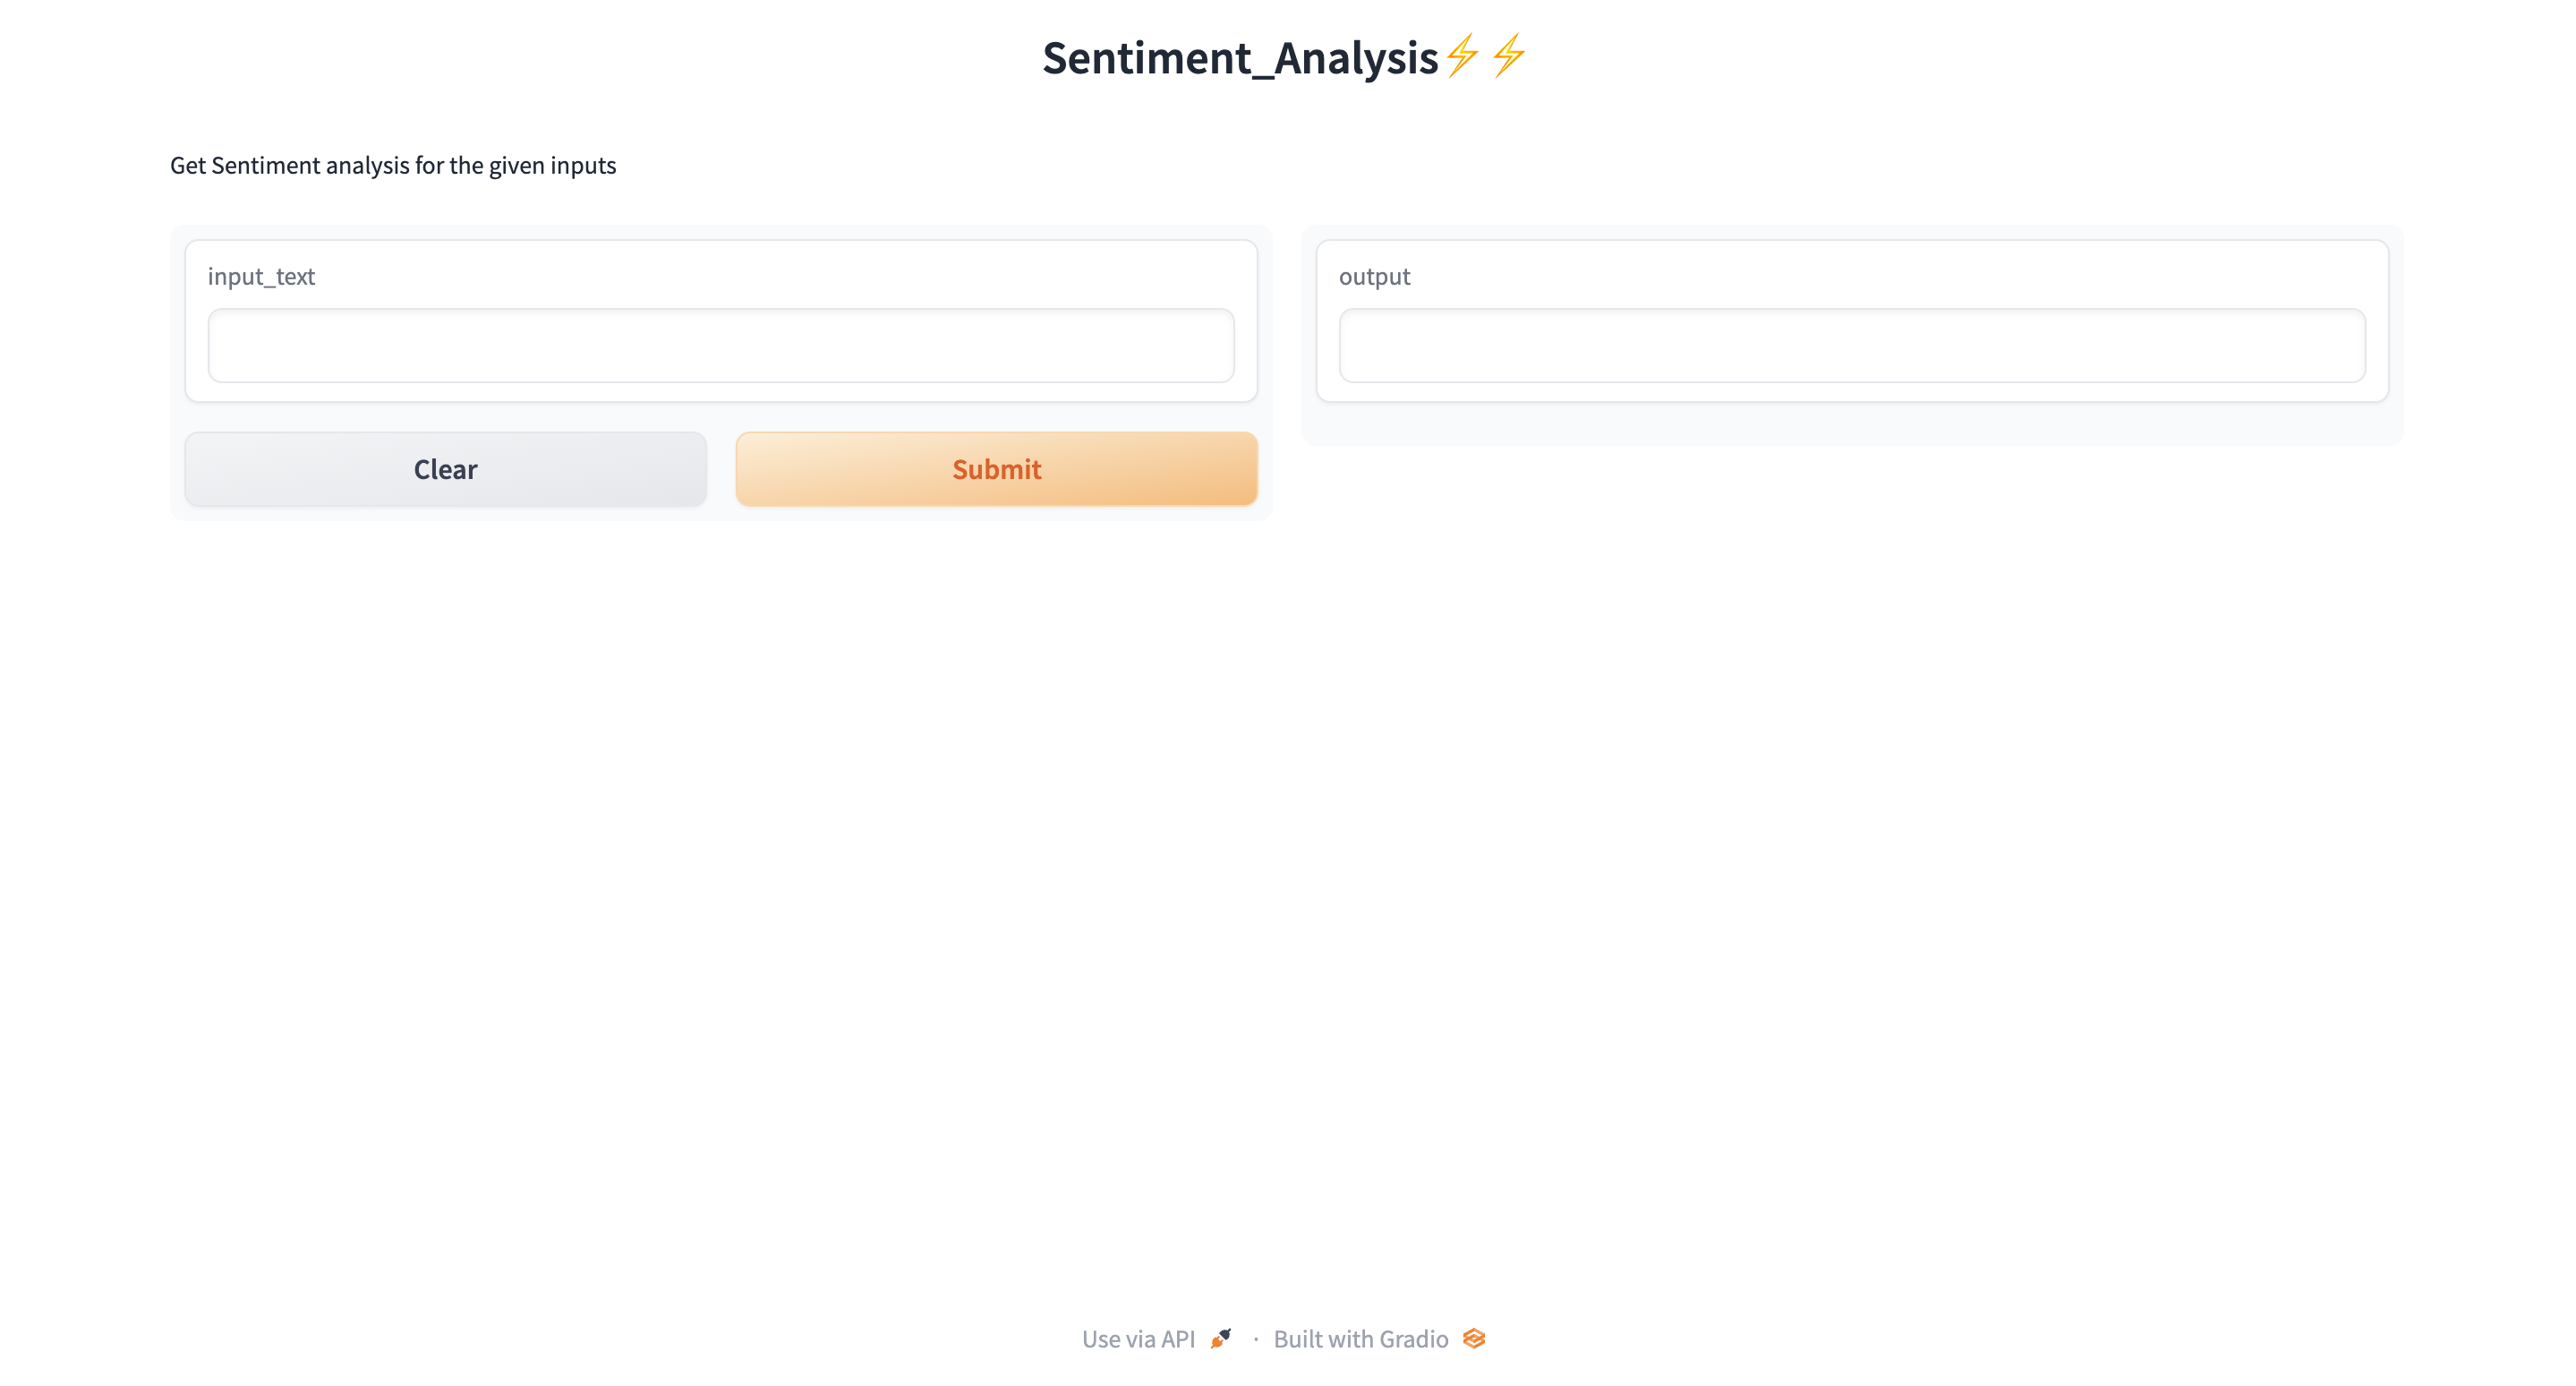 Sentiment_Analysis⚡⚡
Get Sentiment analysis for the given inputs
input_text
output
Clear
Submit
Use via API · Built with Gradio